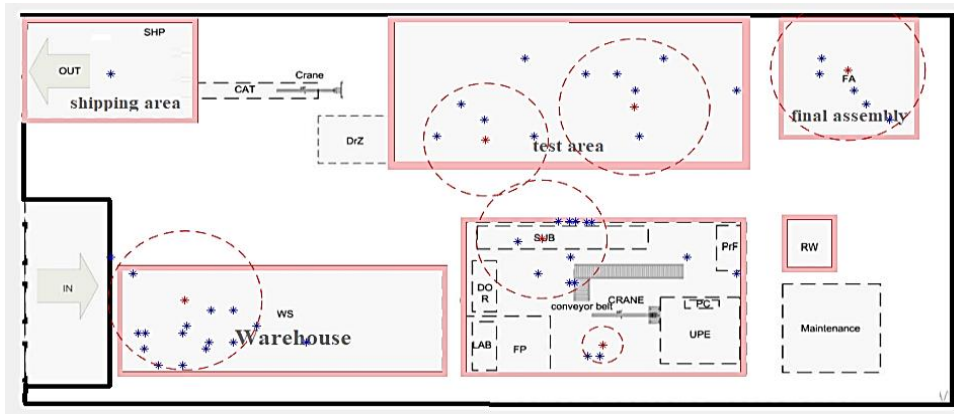 SHP
OUT
shipping area
Crane
CAT
DrZ
test area
FA
final assembly
IN
WS
Warehouse
SUB
PrF
DO
R
conveyor belt
CRANE
PC
LAB
FP
UPE
RW
Maintenance